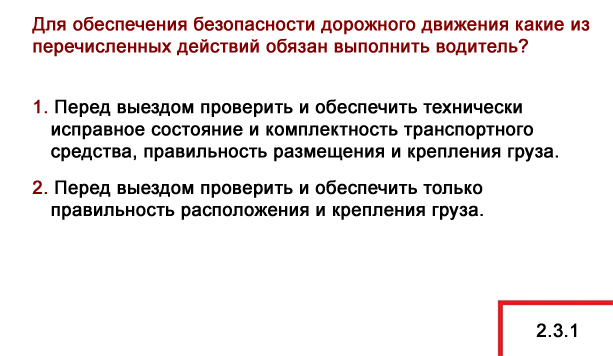 Для обеспечения безопасности дорожного движения какие из
перечисленных действий обязан выполнить водитель?
1. Перед выездом проверить и обеспечить технически
исправное состояние и комплектность транспортного
средства, правильность размещения и крепления груза.
2. Перед выездом проверить и обеспечить только
правильность расположения и крепления груза.
2.3.1